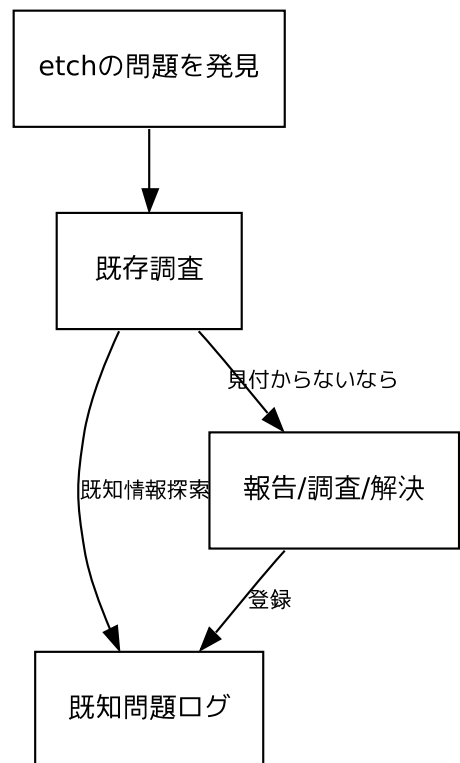 etchの問題を発見
既存調査
見付からないなら
既知情報探索
報告/調査/解決
登録
既知問題ログ